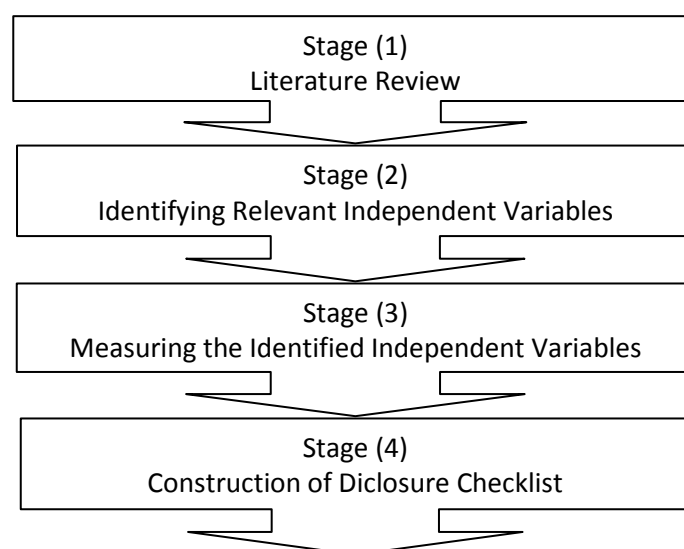 Stage (1)
Literature Review
Stage (2)
Identifying Relevant Independent Variables
Stage (3)
Measuring the Identified Independent Variables
Stage (4)
Construction of Diclosure Checklist